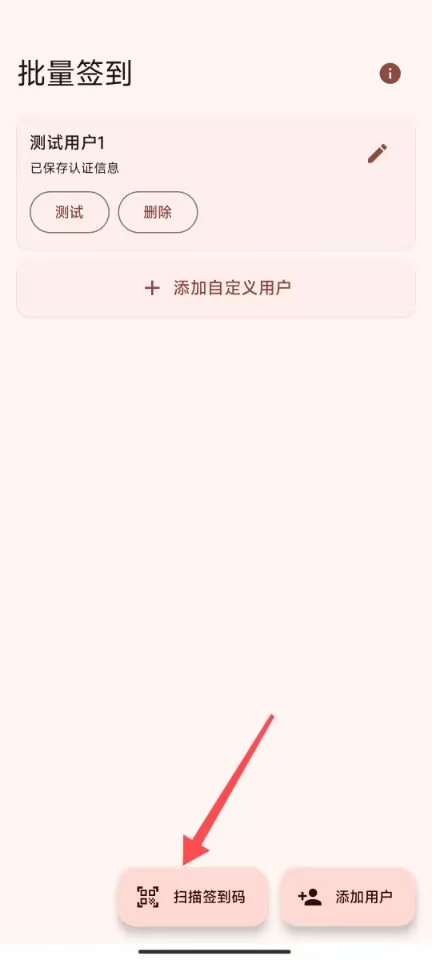 批量签到
测试用户1
已保存认证信息
测试 删除
添加自定义用户
扫描签到码 添加用户